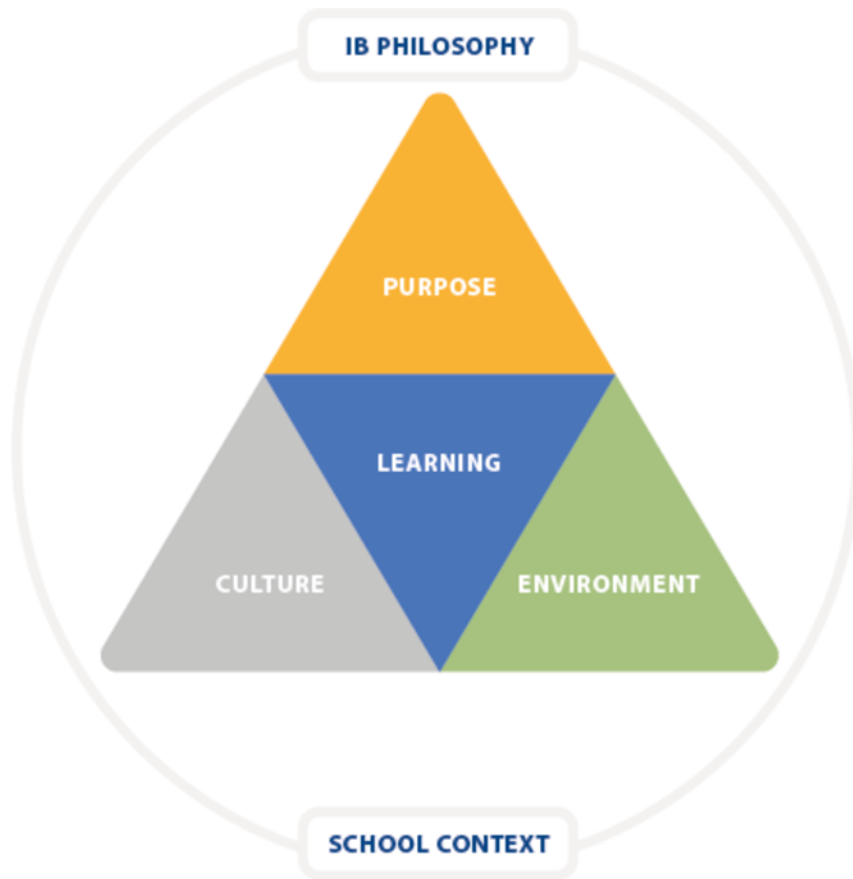 IB PHILOSOPHY
PURPOSE
LEARNING
CULTURE
ENVIRONMENT
SCHOOL CONTEXT